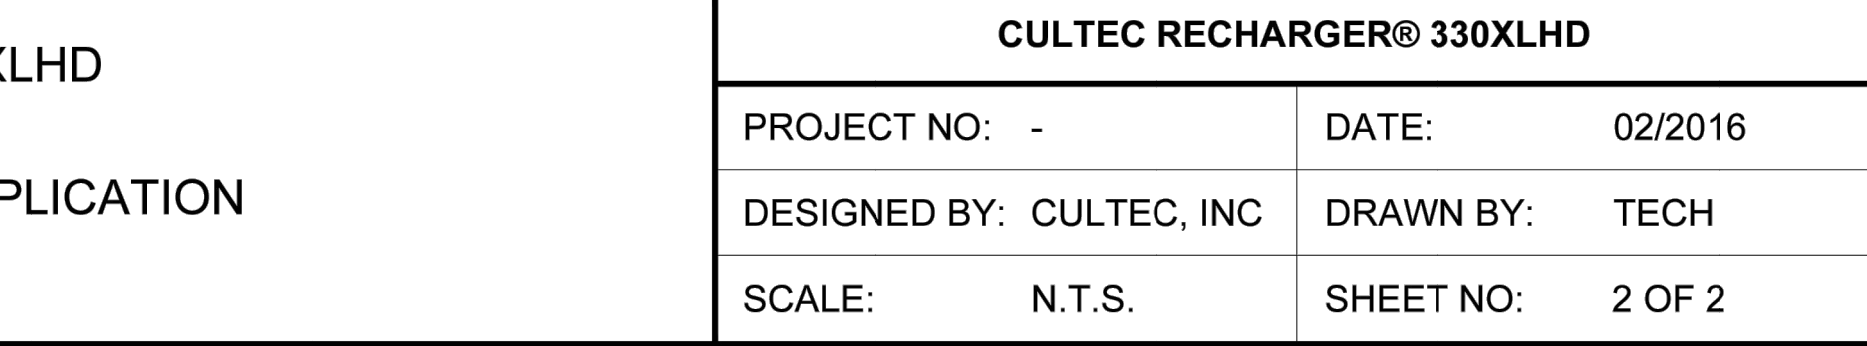 XLHD
PLICATION
CULTEC RECHARGER® 330XLHD
PROJECT NO: - DATE: 02/2016
DESIGNED BY: CULTEC, INC DRAWN BY: TECH
SCALE: N.T.S. SHEET NO: 2 OF 2